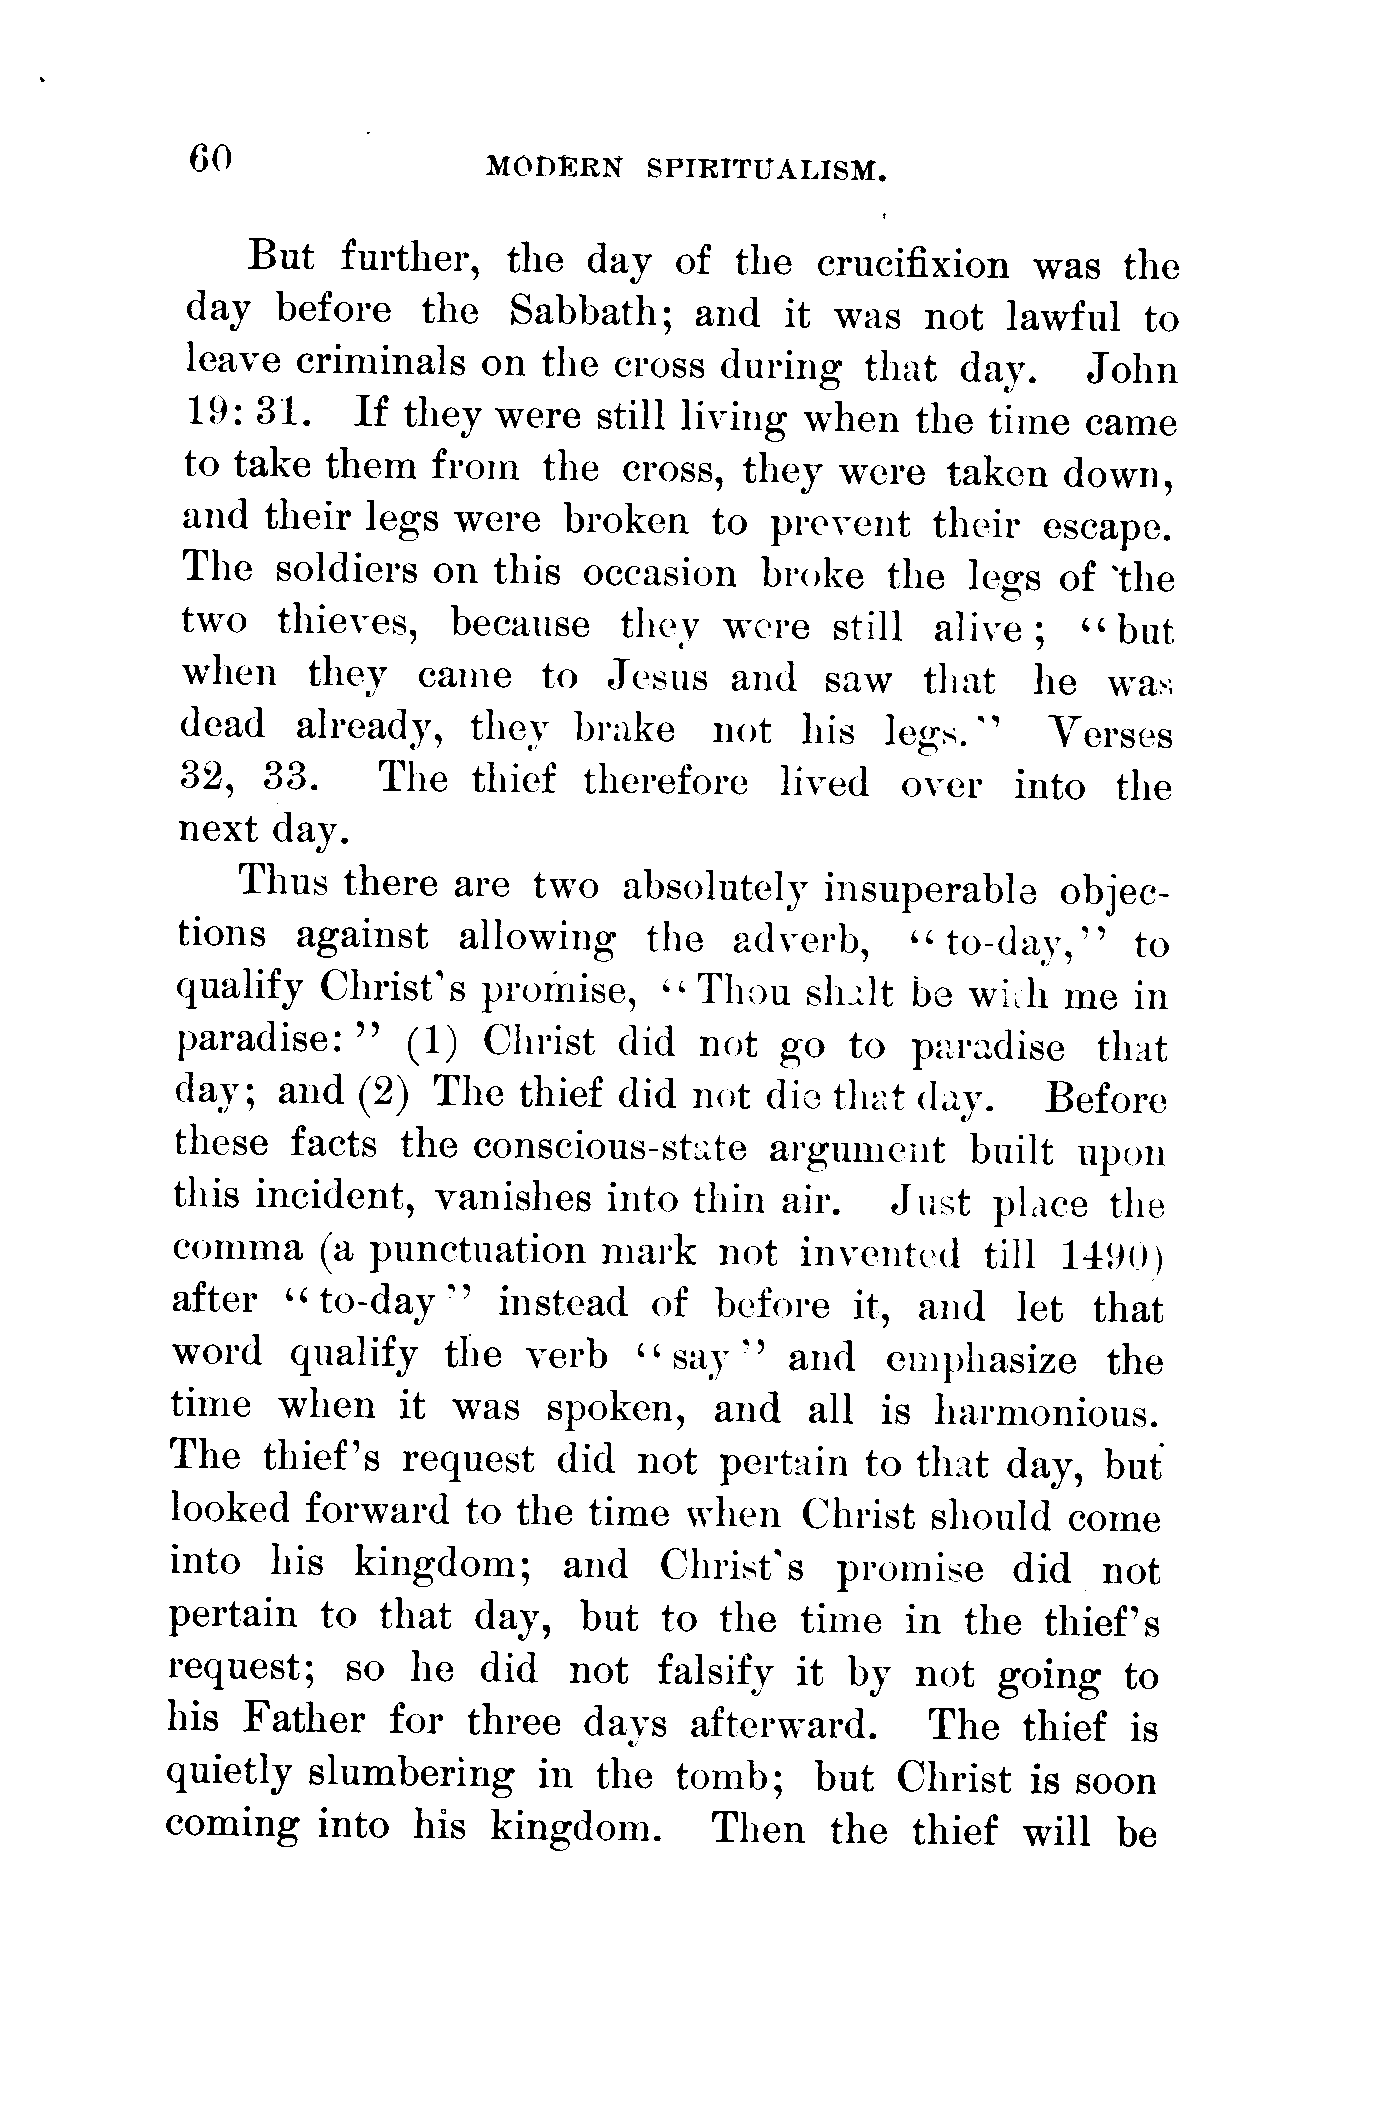 60 MODERN SPIRITUALISM.
But further, the day of the crucifixion was the
day before the Sabbath; and it was not lawful to
leave criminals on the cross during that day. John
19: 31. If they were still living when the time came
to take them from the cross, they were taken down,
and their legs were broken to prevent their escape.
The soldiers on this occasion broke the legs of the
two thieves, because they were still alive; "but
when they came to Jesus and saw that he was
dead already, they brake not his legs." Verses
32, 33. The thief therefore lived over into the
next day.
Thus there are two absolutely insuperable objec-
tions against allowing the adverb, "to-day," to
qualify Christ's promise, "Thou shalt be with me in
paradise:" (1) Christ did not go to paradise that
day; and (2) The thief did not die that day. Before
these facts the conscious-state argument built upon
this incident, vanishes into thin air. Just place the
comma (a punctuation mark not invented till 1490)
after "to-day" instead of before it, and let that
word qualify the verb "say" and emphasize the
time when it was spoken, and all is harmonious.
The thief's request did not pertain to that day, but
looked forward to the time when Christ should come
into his kingdom; and Christ's promise did not
pertain to that day, but to the time in the thief's
request; so he did not falsify it by not going to
his Father for three days afterward. The thief is
quietly slumbering in the tomb; but Christ is soon
coming into his kingdom. Then the thief will be